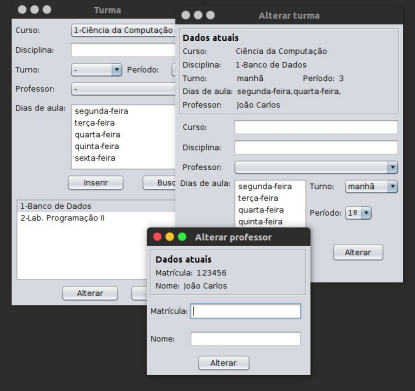 Turma
Curso: 1-Ciência da Computação
Disciplina:
Turno: - Período:
Professor: -
Dias de aula: segunda-feira
terça-feira
quarta-feira
quinta-feira
sexta-feira
Inserir
1-Banco de Dados
2-Lab. Programação II
Alterar
Alterar turma
Dados atuais
Curso: Ciência da Computação
Disciplina: 1-Banco de Dados
Turno: manhã Período: 3
Dias de aula: segunda-feira,quarta-feira,
Professor: João Carlos
Curso:
Disciplina:
Professor:
Dias de aula: segunda-feira Turno: manhã
terça-feira
quarta-feira Período: 1º
quinta-feira
Alterar
Alterar professor
Dados atuais
Matrícula: 123456
Nome: João Carlos
Matrícula:
Nome:
Alterar